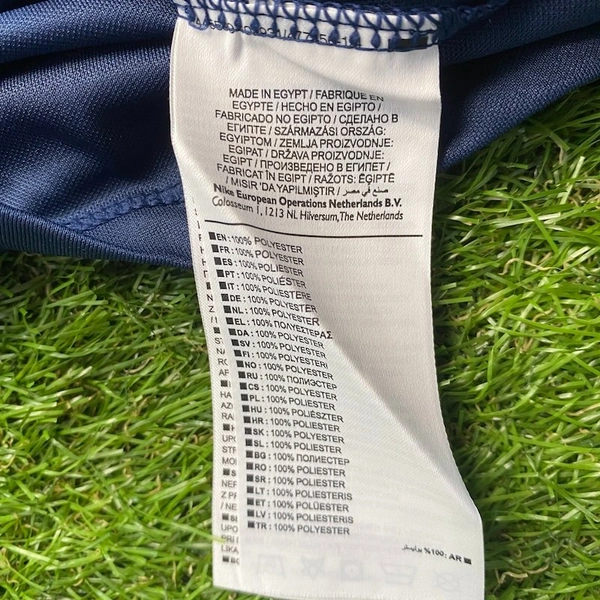 MADE IN EGYPT / FABRIQUE EN
EGYPTE / HECHO EN EGIPTO /
FABRICADO NO EGIPTO / СДЕЛАНО В
ЕГИПТЕ / SZÁRMAZÁSI ORSZÁG:
EGYIPTOM / ZEMLJA PROIZVODNJE:
EGIPAT / DRŽAVA PROIZVODNJE:
EGIPT / ПРОИЗВЕДЕНО В ЕГИПЕТ /
FABRICAT ÎN EGIPT / RAŽOTS: ĒĢIPTĒ
/ MISIR 'DA YAPILMIŞTIR / صنع في مصر
Nike European Operations Netherlands B.V.
Colosseum 1, 1213 NL Hilversum, The Netherlands
EN: 100% POLYESTER
FR: 100% POLYESTER
ES: 100% POLIÉSTER
PT: 100% POLIÉSTER
IT: 100% POLIESTERE
DE: 100% POLYESTER
NL: 100% POLYESTER
EL: 100% ΠΟΛΥΕΣΤΕΡΑΣ
DA: 100% POLYESTER
SV: 100% POLYESTER
FI: 100% POLYESTERI
NO: 100% POLYESTER
RU: 100% ПОЛИЭСТЕР
CS: 100% POLYESTER
PL: 100% POLIESTER
HU: 100% POLIÉSZTER
HR: 100% POLIESTER
SK: 100% POLYESTER
SL: 100% POLIESTER
BG: 100% ПОЛИЕСТЕР
RO: 100% POLIESTER
SR: 100% POLIESTER
LT: 100% POLIESTERIS
ET: 100% POLÜESTER
LV: 100% POLIESTERIS
TR: 100% POLYESTER
AR: 100% بوليستر